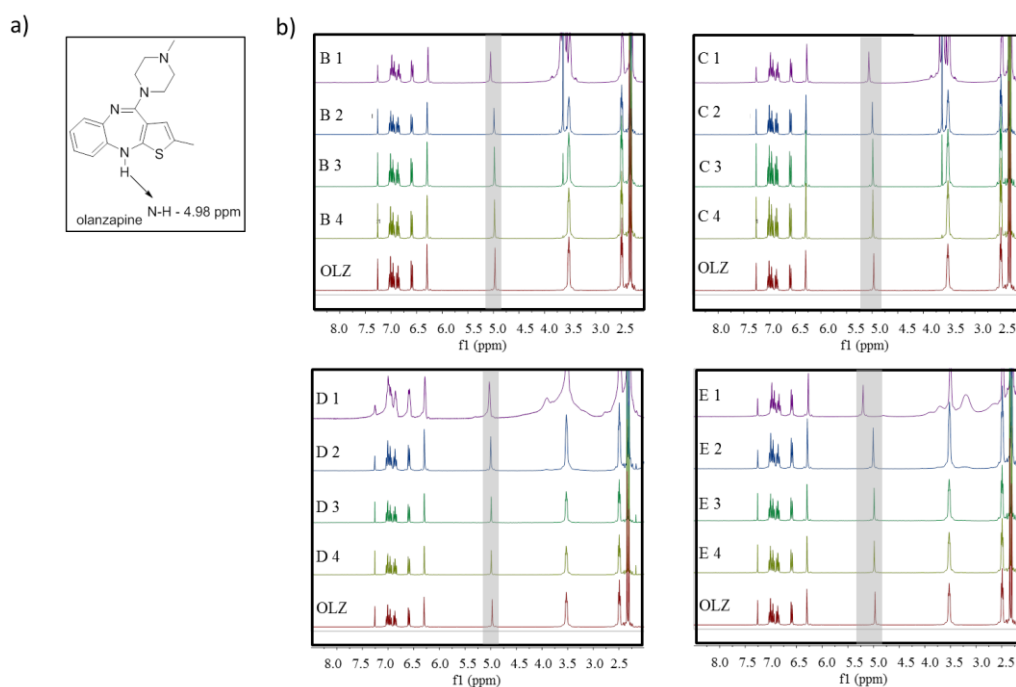 a)
N
N
N
N
H
S
N-H - 4.98 ppm
olanzapine
b)
B 1
B 2
B 3
B 4
OLZ
8.0 7.5 7.0 6.5 6.0 5.5 5.0 4.5 4.0 3.5 3.0 2.5
f1 (ppm)
C 1
C 2
C 3
C 4
OLZ
8.0 7.5 7.0 6.5 6.0 5.5 5.0 4.5 4.0 3.5 3.0 2.5
f1 (ppm)
D 1
D 2
D 3
D 4
OLZ
8.0 7.5 7.0 6.5 6.0 5.5 5.0 4.5 4.0 3.5 3.0 2.5
f1 (ppm)
E 1
E 2
E 3
E 4
OLZ
8.0 7.5 7.0 6.5 6.0 5.5 5.0 4.5 4.0 3.5 3.0 2.5
f1 (ppm)